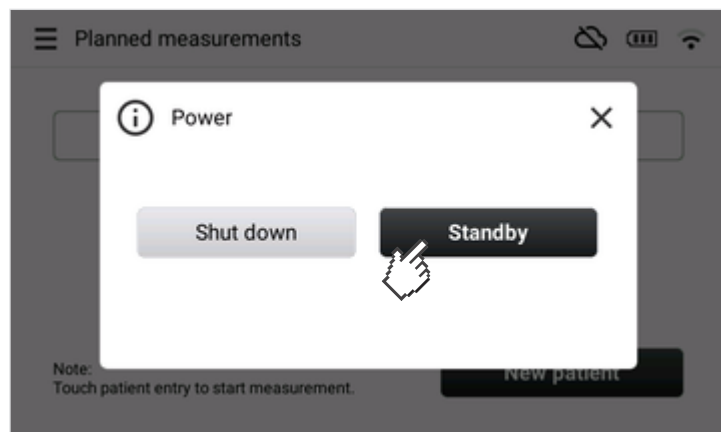 Planned measurements
Power
Shut down
Standby
Note:
Touch patient entry to start measurement.
New patient